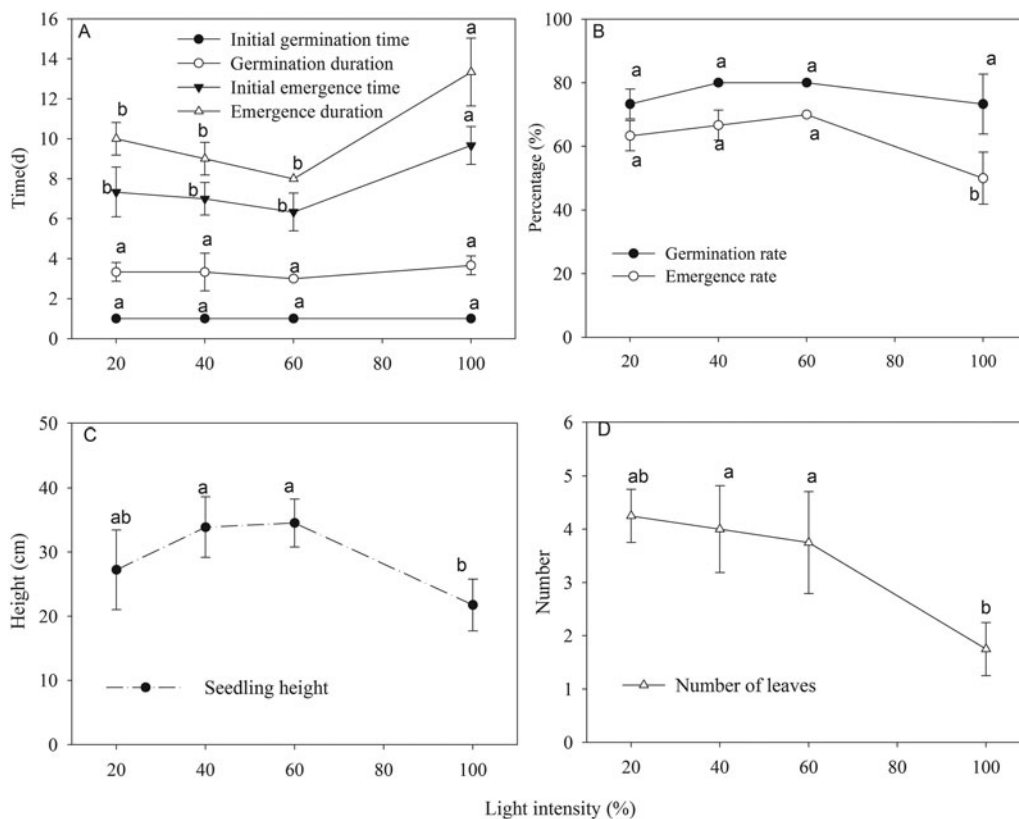 A
Initial germination time
Germination duration
Initial emergence time
Emergence duration
Time(d)
16
14
12
10
8
6
4
2
0
b
b
b
a
b
b
b
a
a
a
a
a
a
a
a
a
20
40
60
80
100
B
Percentage (%)
100
80
60
40
20
0
a
a
a
a
a
a
a
b
Germination rate
Emergence rate
20
40
60
80
100
C
Height (cm)
50
40
30
20
10
0
ab
a
a
b
Seedling height
20
40
60
80
100
D
Number
6
5
4
3
2
1
0
ab
a
a
b
Number of leaves
20
40
60
80
100
Light intensity (%)